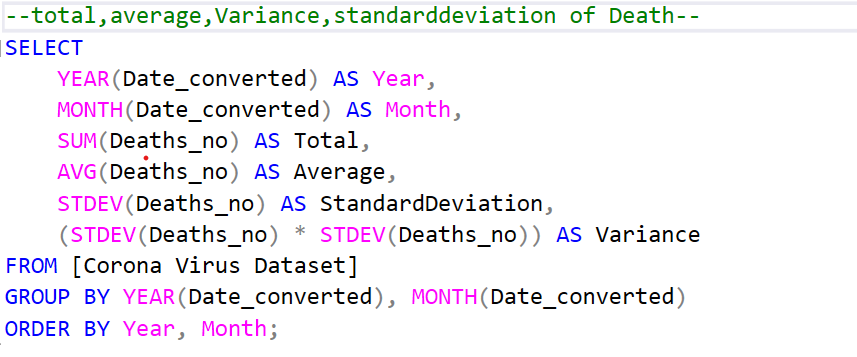 --total,average,Variance,standarddeviation of Death--
SELECT
    YEAR(Date_converted) AS Year,
    MONTH(Date_converted) AS Month,
    SUM(Deaths_no) AS Total,
    AVG(Deaths_no) AS Average,
    STDEV(Deaths_no) AS StandardDeviation,
    (STDEV(Deaths_no) * STDEV(Deaths_no)) AS Variance
FROM [Corona Virus Dataset]
GROUP BY YEAR(Date_converted), MONTH(Date_converted)
ORDER BY Year, Month;